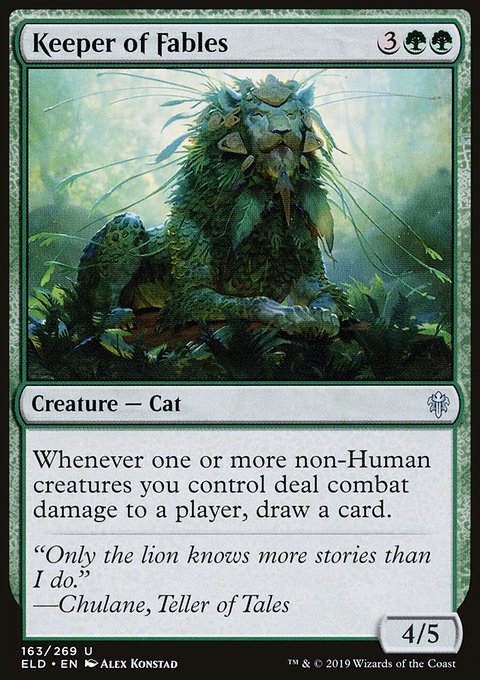 Keeper of Fables 3
Creature — Cat
Whenever one or more non-Human
creatures you control deal combat
damage to a player, draw a card.
“Only the lion knows more stories than
I do.”
—Chulane, Teller of Tales
4/5
163/269 U
ELD • EN Alex Konstad
™ & © 2019 Wizards of the Coast